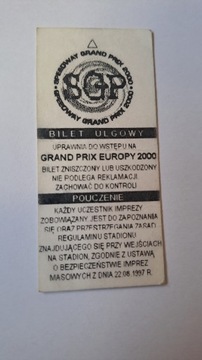 SPEEDWAY GRAND PRIX 2000
SGP
SPEEDWAY GRAND PRIX 2000
BILET ULGOWY
UPRAWNIA DO WSTĘPU NA
GRAND PRIX EUROPY 2000
BILET ZNISZCZONY LUB USZKODZONY
NIE PODLEGA REKLAMACJI.
ZACHOWAĆ DO KONTROLI
POUCZENIE
KAŻDY UCZESTNIK IMPREZY
ZOBOWIĄZANY JEST DO ZAPOZNANIA
SIĘ ORAZ PRZESTRZEGANIA ZASAD
REGULAMINU STADIONU
ZNAJDUJĄCEGO SIĘ PRZY WEJŚCIACH
NA STADION, ZGODNIE Z USTAWĄ
O BEZPIECZEŃSTWIE IMPREZ
MASOWYCH Z DNIA 22.08 1997 R.